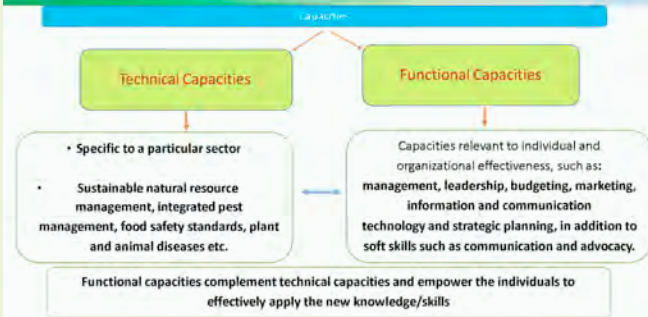 Capacities
Technical Capacities
Functional Capacities
• Specific to a particular sector
• Sustainable natural resource
management, integrated pest
management, food safety standards, plant
and animal diseases etc.
Capacities relevant to individual and
organizational effectiveness, such as:
management, leadership, budgeting, marketing,
information and communication
technology and strategic planning, in addition to
soft skills such as communication and advocacy.
Functional capacities complement technical capacities and empower the individuals to
effectively apply the new knowledge/skills